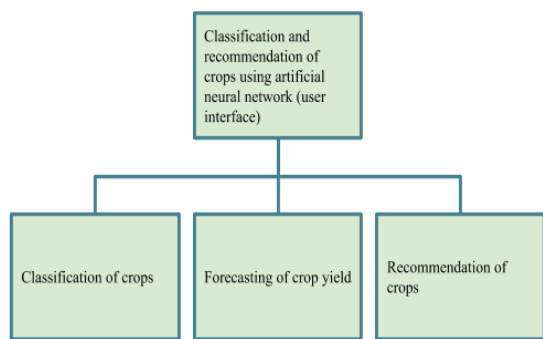 Classification and
recommendation of
crops using artificial
neural network (user
interface)
Classification of crops
Forecasting of crop yield
Recommendation of
crops